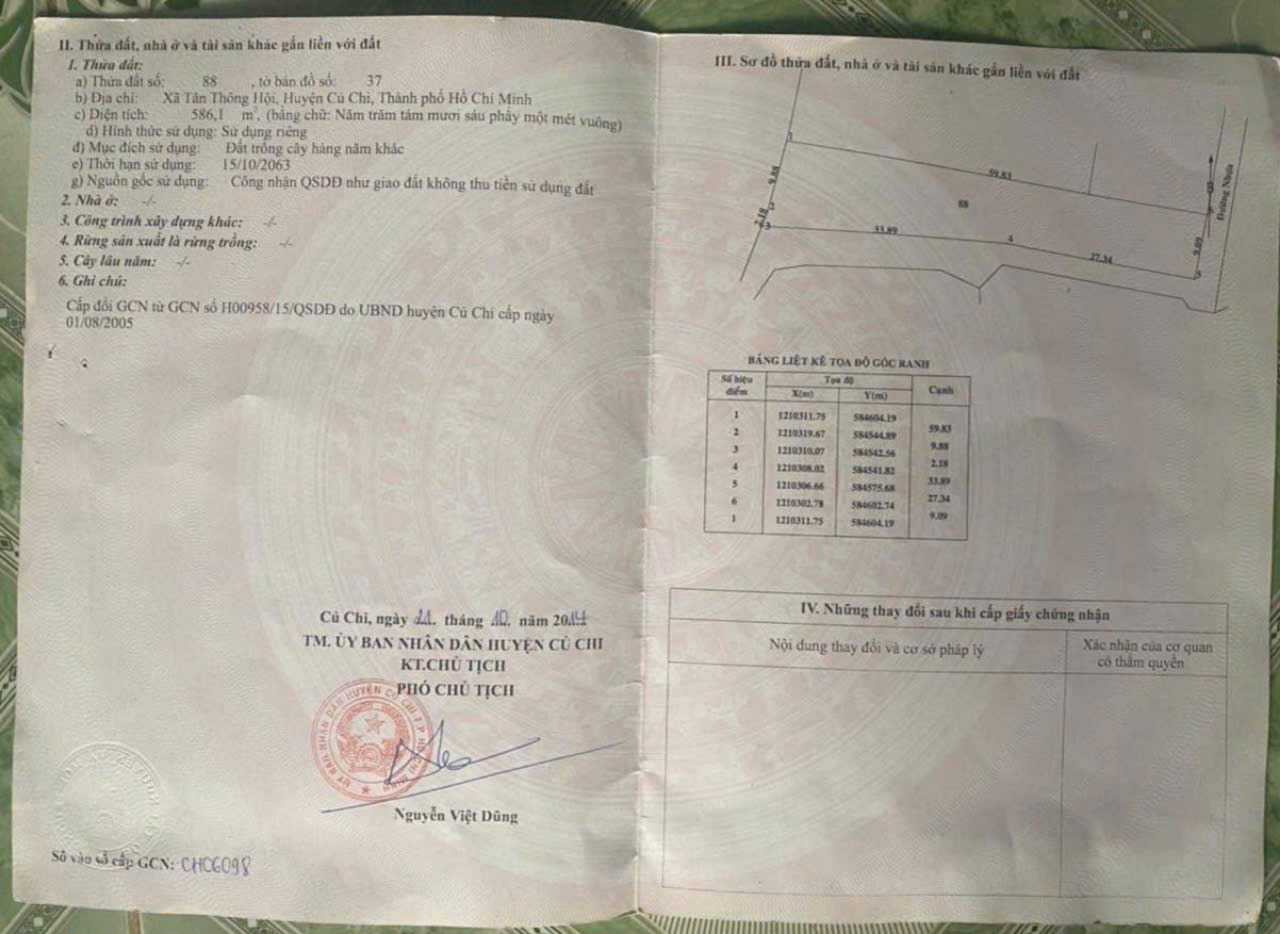 II. Thửa đất, nhà ở và tài sản khác gắn liền với đất
1. Thửa đất:
a) Thửa đất số: 88 , tờ bản đồ số: 37
b) Địa chỉ: Xã Tân Thông Hội, Huyện Củ Chi, Thành phố Hồ Chí Minh
c) Diện tích: 586,1 m², (bằng chữ: Năm trăm tám mươi sáu phẩy một mét vuông)
d) Hình thức sử dụng: Sử dụng riêng
đ) Mục đích sử dụng: Đất trồng cây hàng năm khác
e) Thời hạn sử dụng: 15/10/2063
g) Nguồn gốc sử dụng: Công nhận QSDĐ như giao đất không thu tiền sử dụng đất
2. Nhà ở: -/-
3. Công trình xây dựng khác: -/-
4. Rừng sản xuất là rừng trồng: -/-
5. Cây lâu năm: -/-
6. Ghi chú:
Cấp đổi GCN từ GCN số H00958/15/QSDĐ do UBND huyện Củ Chi cấp ngày
01/08/2005
Củ Chi, ngày 22. tháng 10. năm 2014
TM. ỦY BAN NHÂN DÂN HUYỆN CỦ CHI
KT.CHỦ TỊCH
PHÓ CHỦ TỊCH
Nguyễn Việt Dũng
Số vào sổ cấp GCN: CH06098
III. Sơ đồ thửa đất, nhà ở và tài sản khác gắn liền với đất
1
59.83
9.88
88
2
2.18
3
33.89
4
27.34
5
9.09
Đường Nhựa
BẢNG LIỆT KÊ TỌA ĐỘ GÓC RANH
Số hiệu điểm Tọa độ Cạnh
X(m) Y(m)
1 1210311.75 584604.19
59.83
2 1210319.67 584544.89
9.88
3 1210310.07 584542.56
2.18
4 1210308.02 584541.82
33.89
5 1210306.66 584575.68
27.34
6 1210302.78 584602.74
9.09
1 1210311.75 584604.19
IV. Những thay đổi sau khi cấp giấy chứng nhận
Nội dung thay đổi và cơ sở pháp lý
Xác nhận của cơ quan
có thẩm quyền